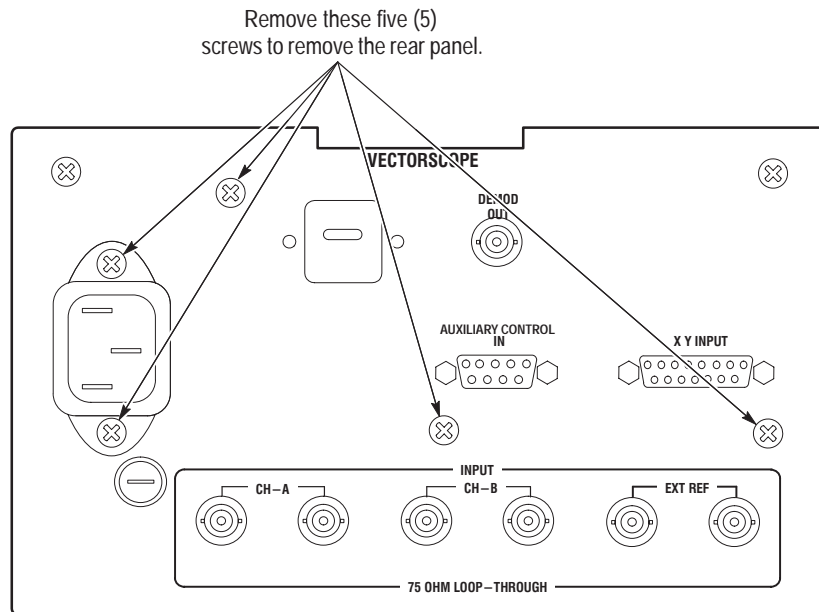 Remove these five (5)
screws to remove the rear panel.
VECTORSCOPE
DEMOD
OUT
AUXILIARY CONTROL
IN
X Y INPUT
INPUT
CH–A
CH–B
EXT REF
75 OHM LOOP–THROUGH